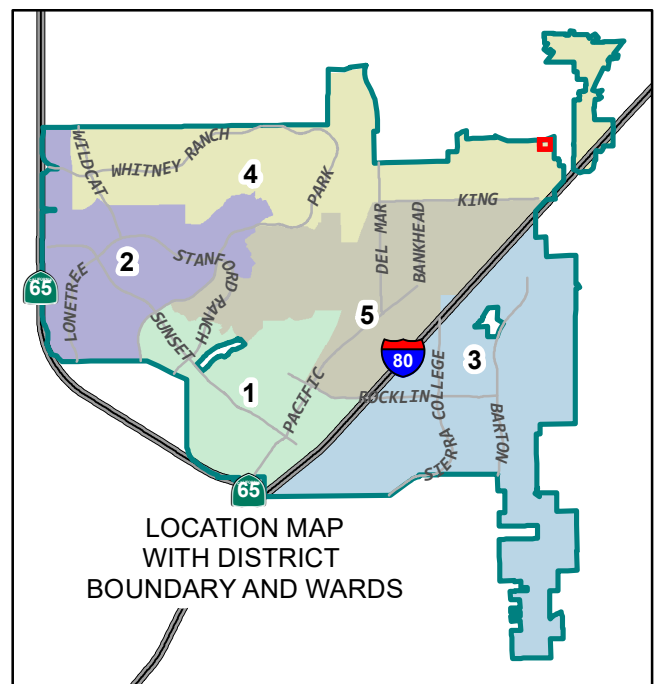 WILDCAT
WHITNEY RANCH
PARK
4
KING
DEL MAR
BANKHEAD
2
STANFORD RANCH
LONETREE
65
SUNSET
5
3
80
1
PACIFIC
ROCKLIN
SIERRA COLLEGE
BARTON
65
LOCATION MAP
WITH DISTRICT
BOUNDARY AND WARDS